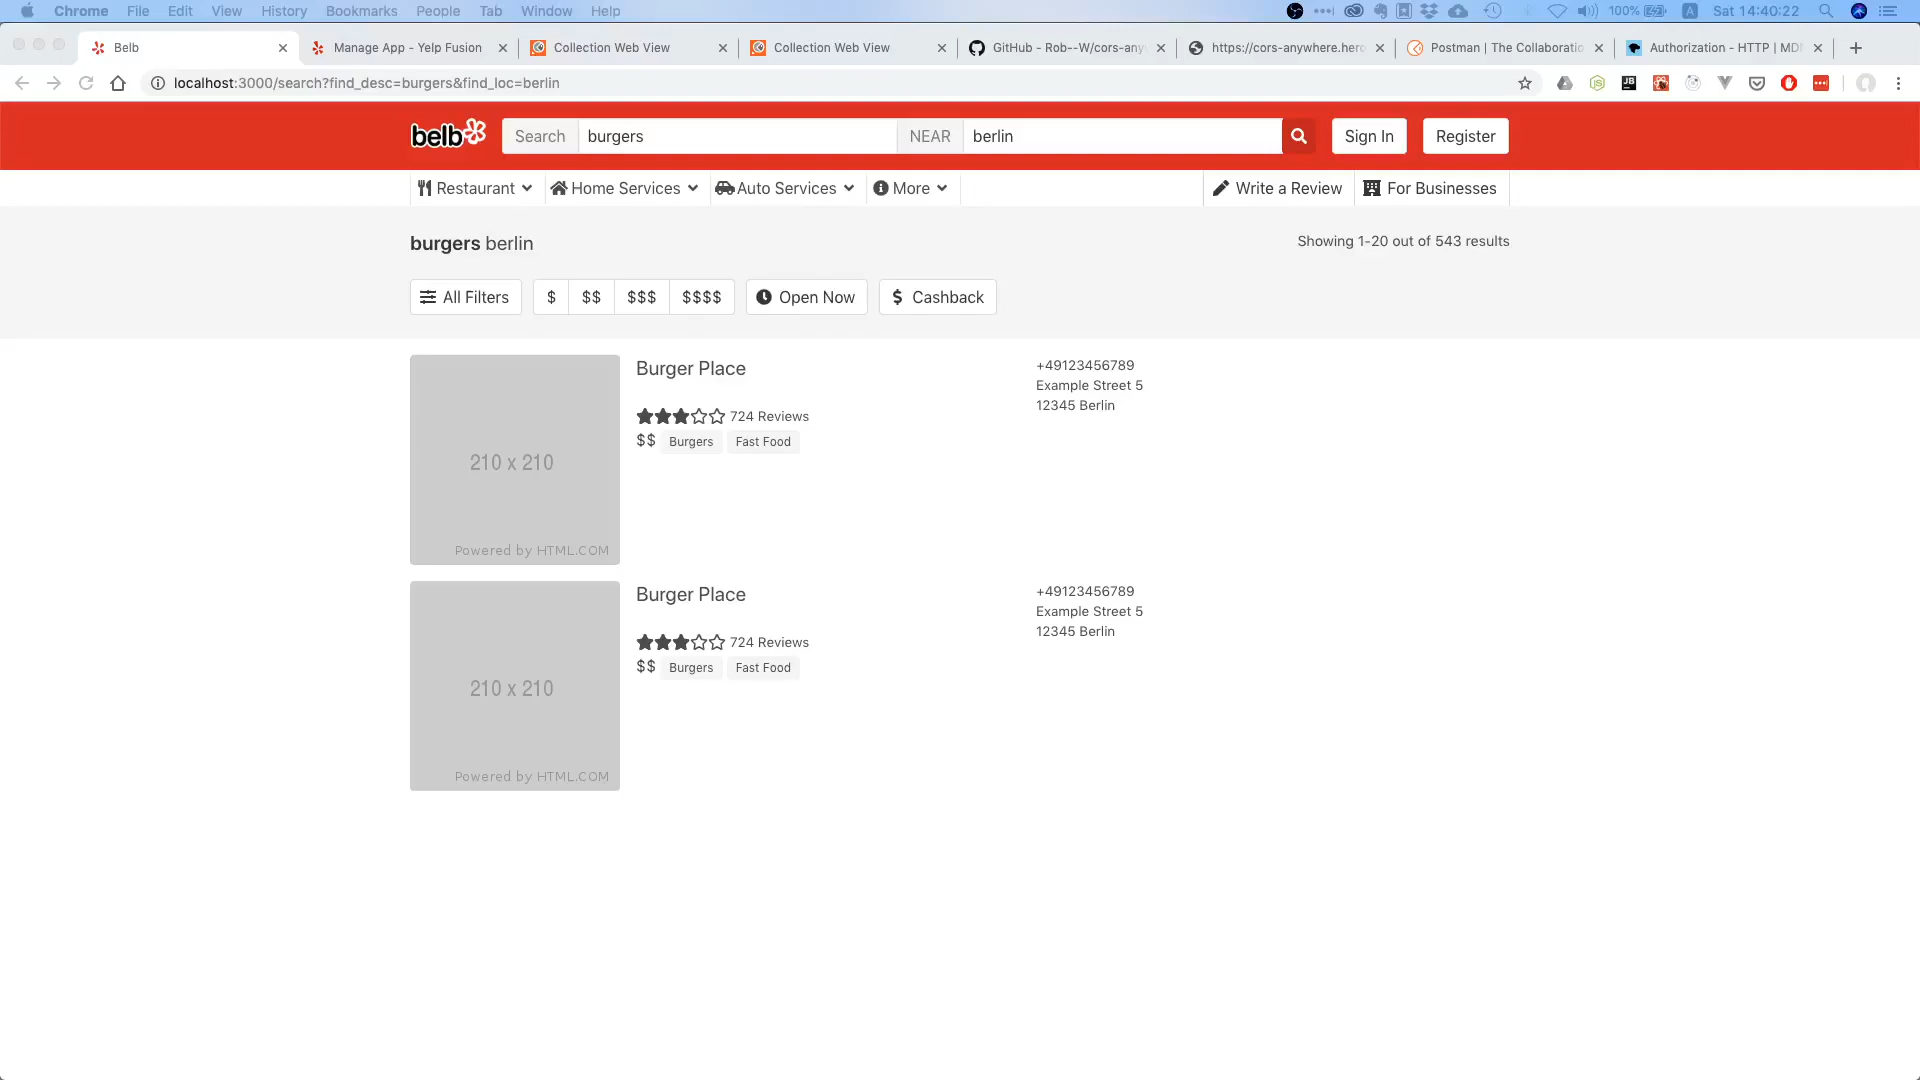 Chrome File Edit View History Bookmarks People Tab Window Help 100% Sat 14:40:22
Belb Manage App - Yelp Fusion Collection Web View Collection Web View GitHub - Rob--W/cors-any https://cors-anywhere.hero Postman | The Collaboratio Authorization - HTTP | MD
localhost:3000/search?find_desc=burgers&find_loc=berlin
belb Search burgers NEAR berlin Sign In Register
Restaurant Home Services Auto Services More Write a Review For Businesses
burgers berlin Showing 1-20 out of 543 results
All Filters $ $$ $$$ $$$$ Open Now $ Cashback
Burger Place +49123456789
Example Street 5
12345 Berlin
724 Reviews
$$ Burgers Fast Food
210 x 210
Powered by HTML.COM
Burger Place +49123456789
Example Street 5
12345 Berlin
724 Reviews
$$ Burgers Fast Food
210 x 210
Powered by HTML.COM